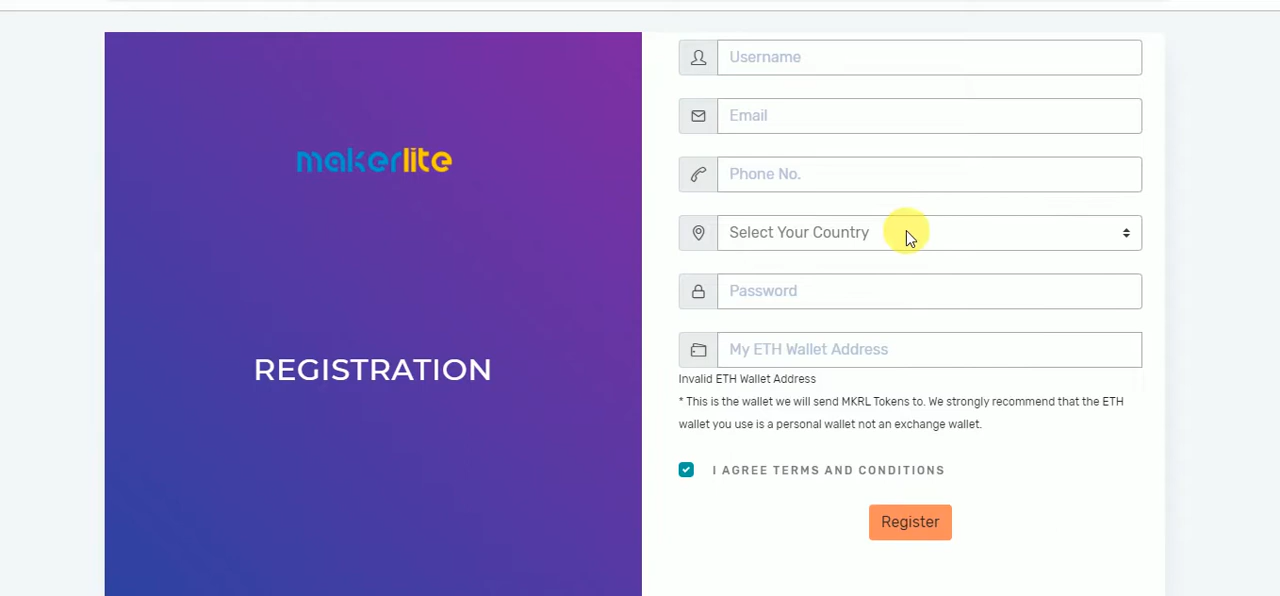 Username
Email
makerlite
Phone No.
Select Your Country
Password
My ETH Wallet Address
REGISTRATION
Invalid ETH Wallet Address
* This is the wallet we will send MKRL Tokens to. We strongly recommend that the ETH
wallet you use is a personal wallet not an exchange wallet.
I AGREE TERMS AND CONDITIONS
Register